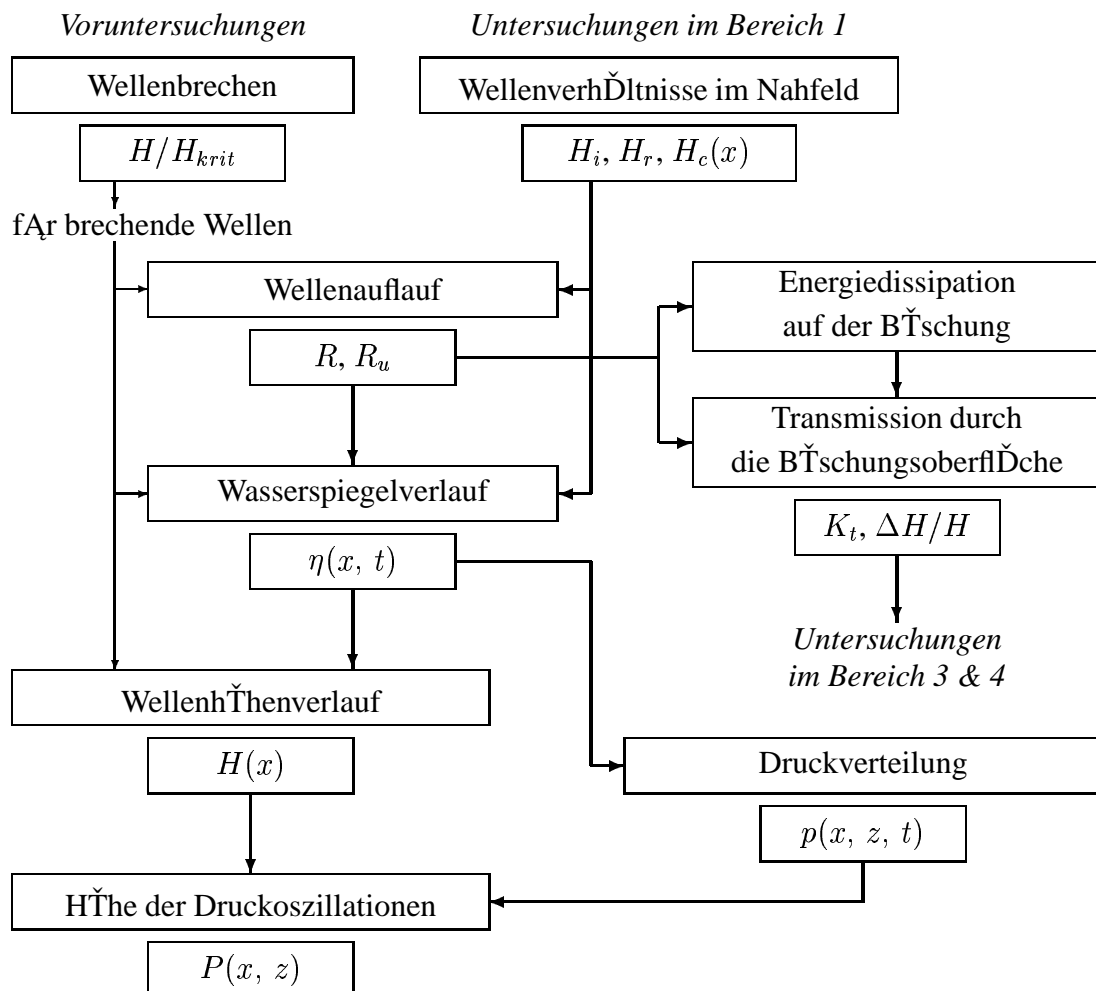 Voruntersuchungen
Untersuchungen im Bereich 1
Wellenbrechen
WellenverhĎltnisse im Nahfeld
H/H_{krit}
H_i, H_r, H_c(x)
fĄr brechende Wellen
Wellenauflauf
Energiedissipation
auf der BŤschung
R, R_u
Transmission durch
die BŤschungsoberflĎche
Wasserspiegelverlauf
K_t, ΔH/H
η(x, t)
Untersuchungen
im Bereich 3 & 4
WellenhŤhenverlauf
H(x)
Druckverteilung
p(x, z, t)
HŤhe der Druckoszillationen
P(x, z)